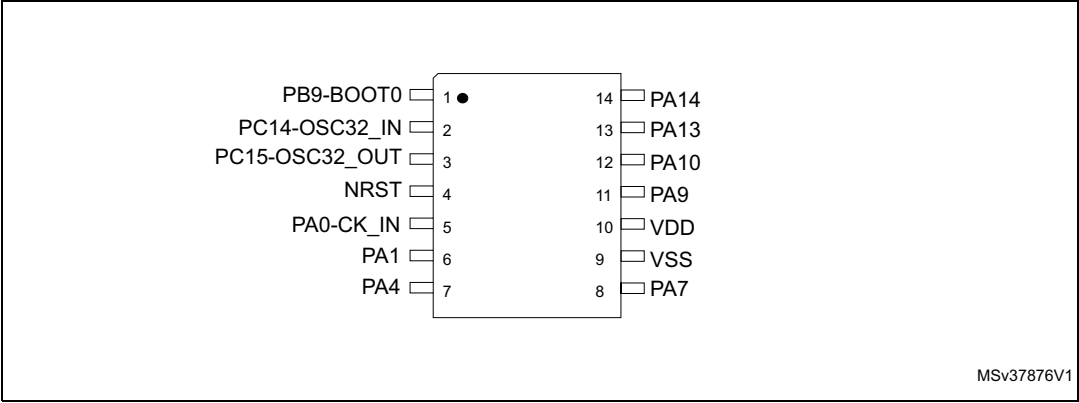 PB9-BOOT0 1 14 PA14
PC14-OSC32_IN 2 13 PA13
PC15-OSC32_OUT 3 12 PA10
NRST 4 11 PA9
PA0-CK_IN 5 10 VDD
PA1 6 9 VSS
PA4 7 8 PA7
MSv37876V1